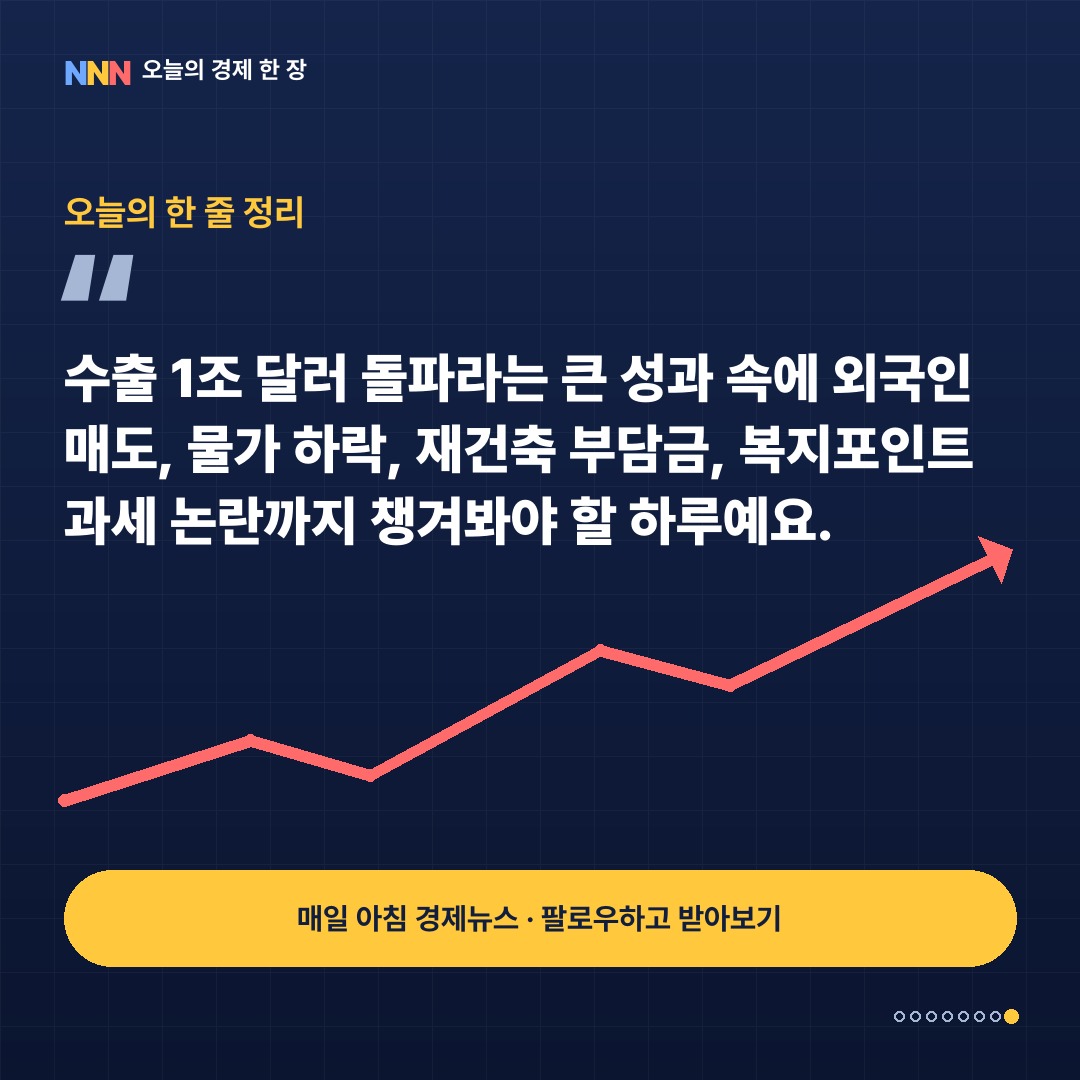 NNN 오늘의 경제 한 장
오늘의 한 줄 정리
"
수출 1조 달러 돌파라는 큰 성과 속에 외국인
매도, 물가 하락, 재건축 부담금, 복지포인트
과세 논란까지 챙겨봐야 할 하루예요.
매일 아침 경제뉴스 · 팔로우하고 받아보기